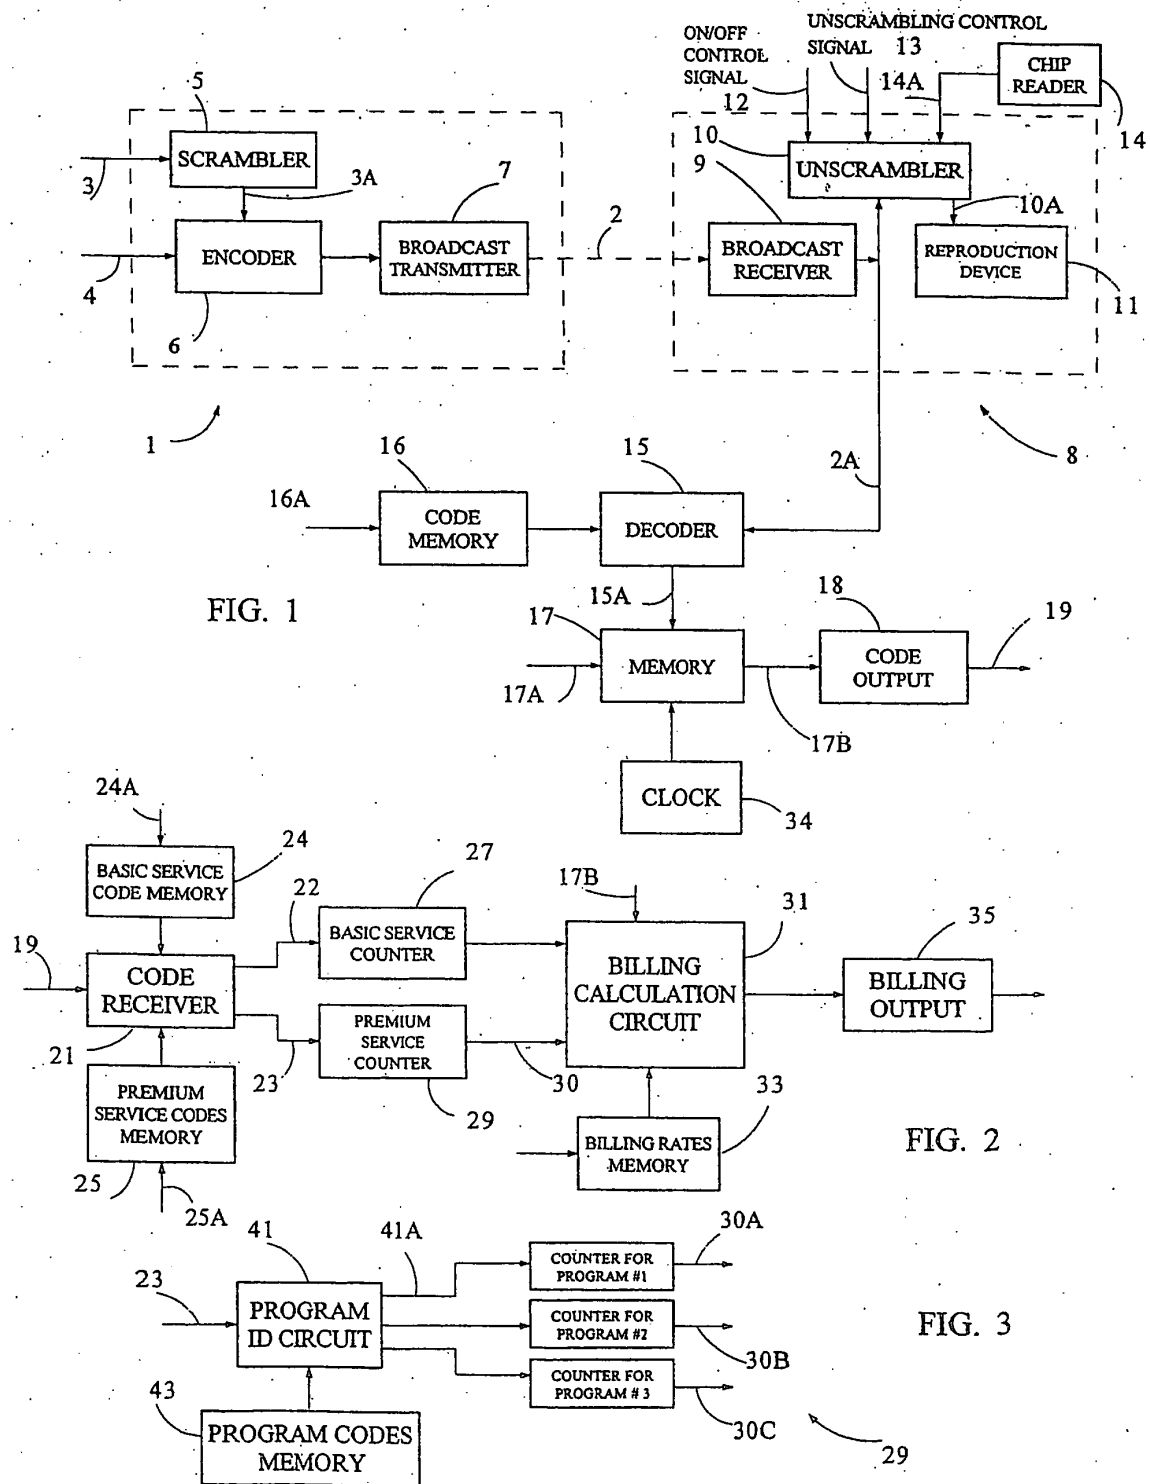 UNSCRAMBLING CONTROL
SIGNAL 13
ON/OFF
CONTROL
SIGNAL
12
14A
CHIP
READER
14
5
SCRAMBLER
3
3A
7
10
UNSCRAMBLER
9
10A
ENCODER
4
6
BROADCAST
TRANSMITTER
2
BROADCAST
RECEIVER
REPRODUCTION
DEVICE
11
1
8
16
15
2A
16A
CODE
MEMORY
DECODER
FIG. 1
15A
17
18
19
MEMORY
CODE
OUTPUT
17A
17B
CLOCK
34
24A
24
BASIC SERVICE
CODE MEMORY
22
27
BASIC SERVICE
COUNTER
17B
31
35
19
CODE
RECEIVER
21
BILLING
CALCULATION
CIRCUIT
BILLING
OUTPUT
PREMIUM
SERVICE
COUNTER
23
29
30
33
PREMIUM
SERVICE CODES
MEMORY
25
25A
BILLING RATES
MEMORY
FIG. 2
41
41A
30A
COUNTER FOR
PROGRAM #1
23
PROGRAM
ID CIRCUIT
COUNTER FOR
PROGRAM #2
30B
FIG. 3
COUNTER FOR
PROGRAM # 3
30C
43
PROGRAM CODES
MEMORY
29